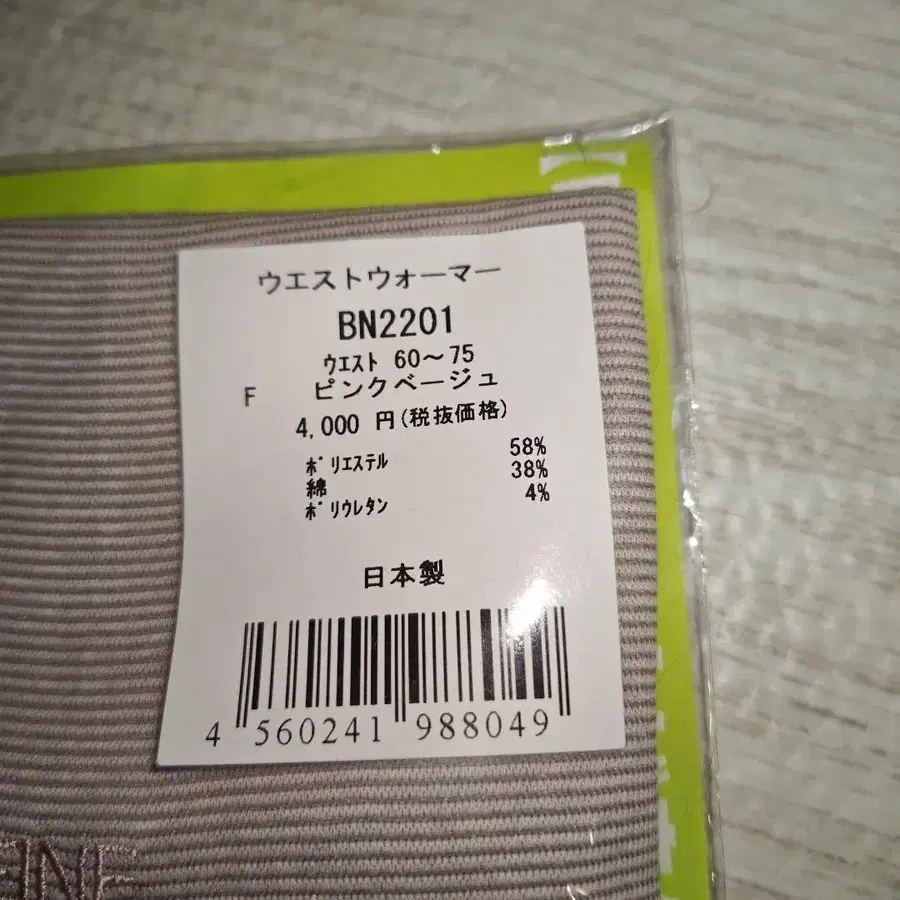 ウエストウォーマー
BN2201
ウエスト 60～75
F ピンクベージュ
4,000 円(税抜価格)
ポリエステル 58%
綿 38%
ポリウレタン 4%
日本製
4 560241 988049